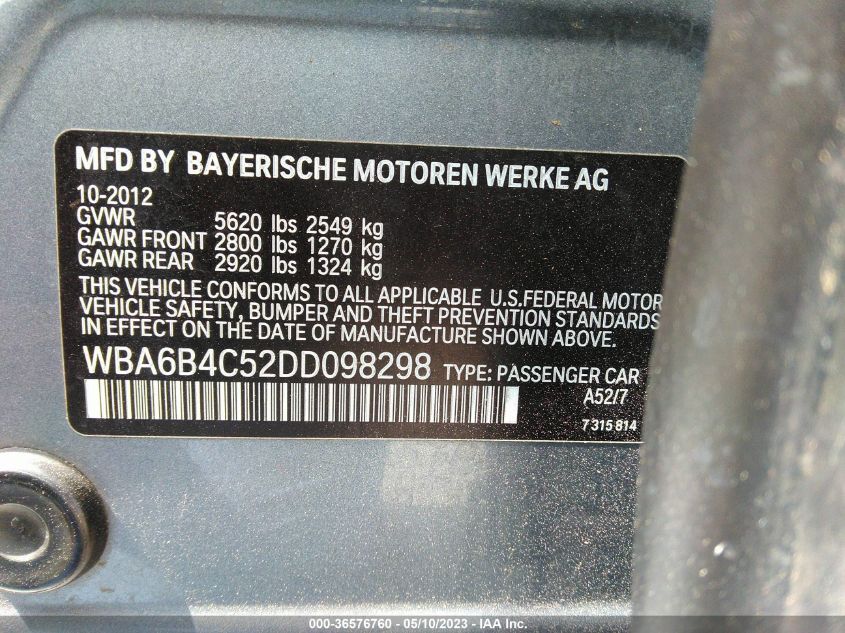 MFD BY BAYERISCHE MOTOREN WERKE AG
10-2012
GVWR 5620 lbs 2549 kg
GAWR FRONT 2800 lbs 1270 kg
GAWR REAR 2920 lbs 1324 kg
THIS VEHICLE CONFORMS TO ALL APPLICABLE U.S.FEDERAL MOTOR
VEHICLE SAFETY, BUMPER AND THEFT PREVENTION STANDARDS
IN EFFECT ON THE DATE OF MANUFACTURE SHOWN ABOVE.
WBA6B4C52DD098298 TYPE: PASSENGER CAR
A52/7
7 315 814
000-36576760 — 05/10/2023 - IAA Inc.